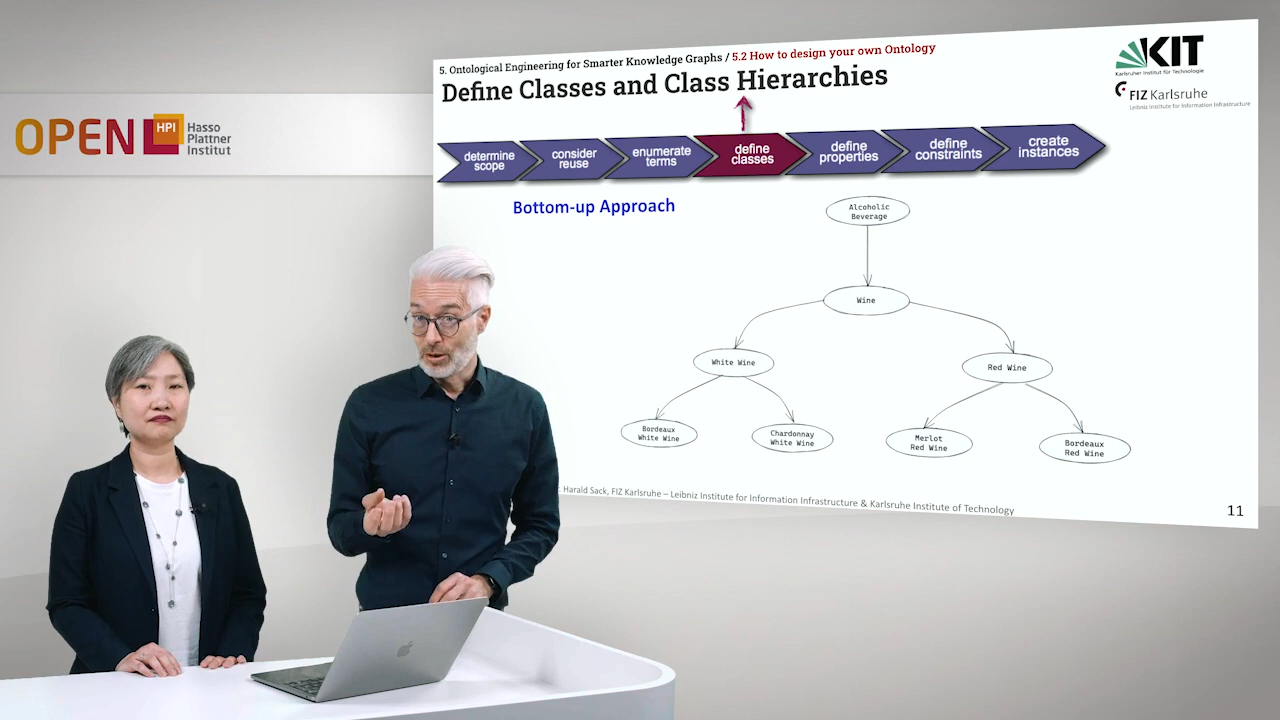 5. Ontological Engineering for Smarter Knowledge Graphs / 5.2 How to design your own Ontology
Define Classes and Class Hierarchies
KIT
Karlsruher Institut für Technologie
FIZ Karlsruhe
Leibniz Institute for Information Infrastructure
OPEN HPI
Hasso
Plattner
Institut
determine
scope
consider
reuse
enumerate
terms
define
classes
define
properties
define
constraints
create
instances
Bottom-up Approach
Alcoholic
Beverage
Wine
White Wine
Red Wine
Bordeaux
White Wine
Chardonnay
White Wine
Merlot
Red Wine
Bordeaux
Red Wine
Harald Sack, FIZ Karlsruhe – Leibniz Institute for Information Infrastructure & Karlsruhe Institute of Technology
11